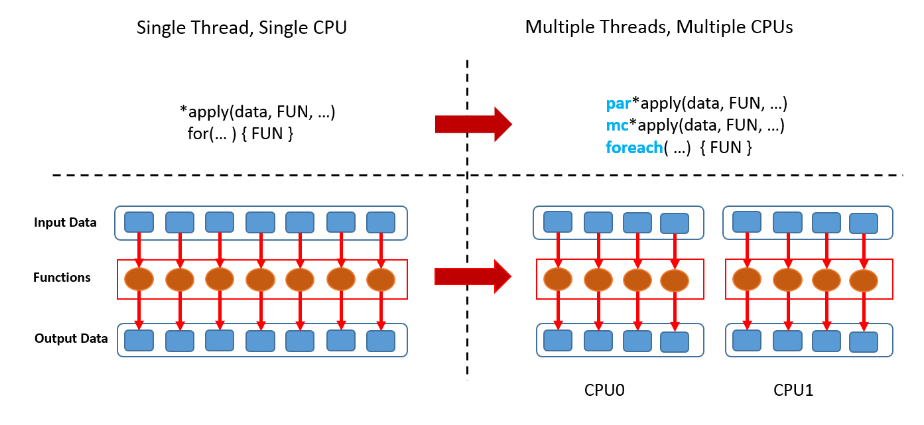 Single Thread, Single CPU
Multiple Threads, Multiple CPUs
*apply(data, FUN, ...)
for(... ) { FUN }
par*apply(data, FUN, ...)
mc*apply(data, FUN, ...)
foreach( ...)  { FUN }
Input Data
Functions
Output Data
CPU0
CPU1